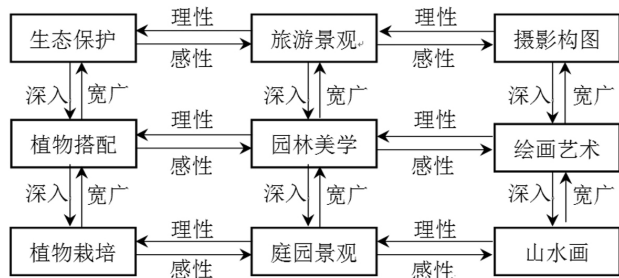 理性 理性
生态保护 旅游景观 摄影构图
感性 感性
深入 宽广 深入 宽广 深入 宽广
理性 理性
植物搭配 园林美学 绘画艺术
感性 感性
深入 宽广 深入 宽广 深入 宽广
理性 理性
植物栽培 庭园景观 山水画
感性 感性